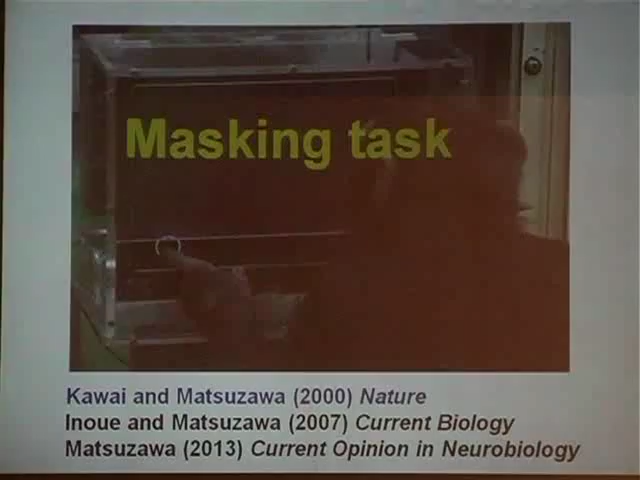 Masking task
Kawai and Matsuzawa (2000) Nature
Inoue and Matsuzawa (2007) Current Biology
Matsuzawa (2013) Current Opinion in Neurobiology